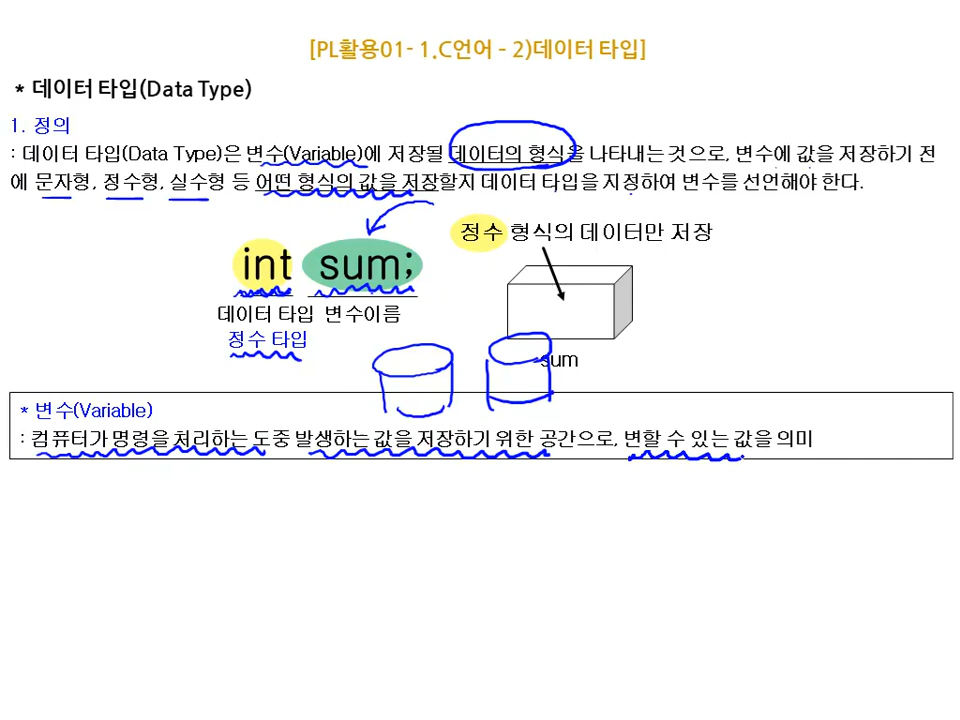 [PL활용01- 1.C언어 - 2)데이터 타입]
* 데이터 타입(Data Type)
1. 정의
: 데이터 타입(Data Type)은 변수(Variable)에 저장될 데이터의 형식을 나타내는 것으로, 변수에 값을 저장하기 전
에 문자형, 정수형, 실수형 등 어떤 형식의 값을 저장할지 데이터 타입을 지정하여 변수를 선언해야 한다.
정수 형식의 데이터만 저장
int sum;
데이터 타입 변수이름
정수 타입
sum
* 변수(Variable)
: 컴퓨터가 명령을 처리하는 도중 발생하는 값을 저장하기 위한 공간으로, 변할 수 있는 값을 의미